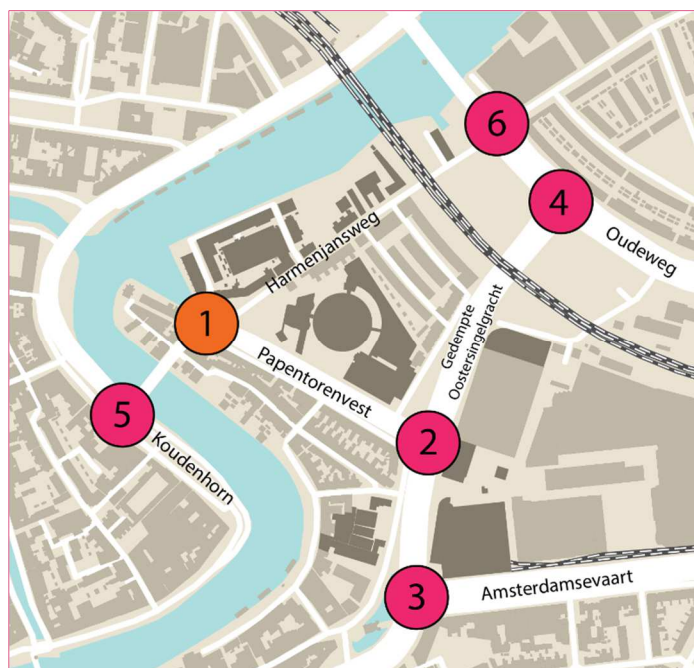 6
4
Oudeweg
Harmenjansweg
1
Gedempte
Oostersingelgracht
Papentorenvest
5
2
Koudenhorn
3
Amsterdamsevaart